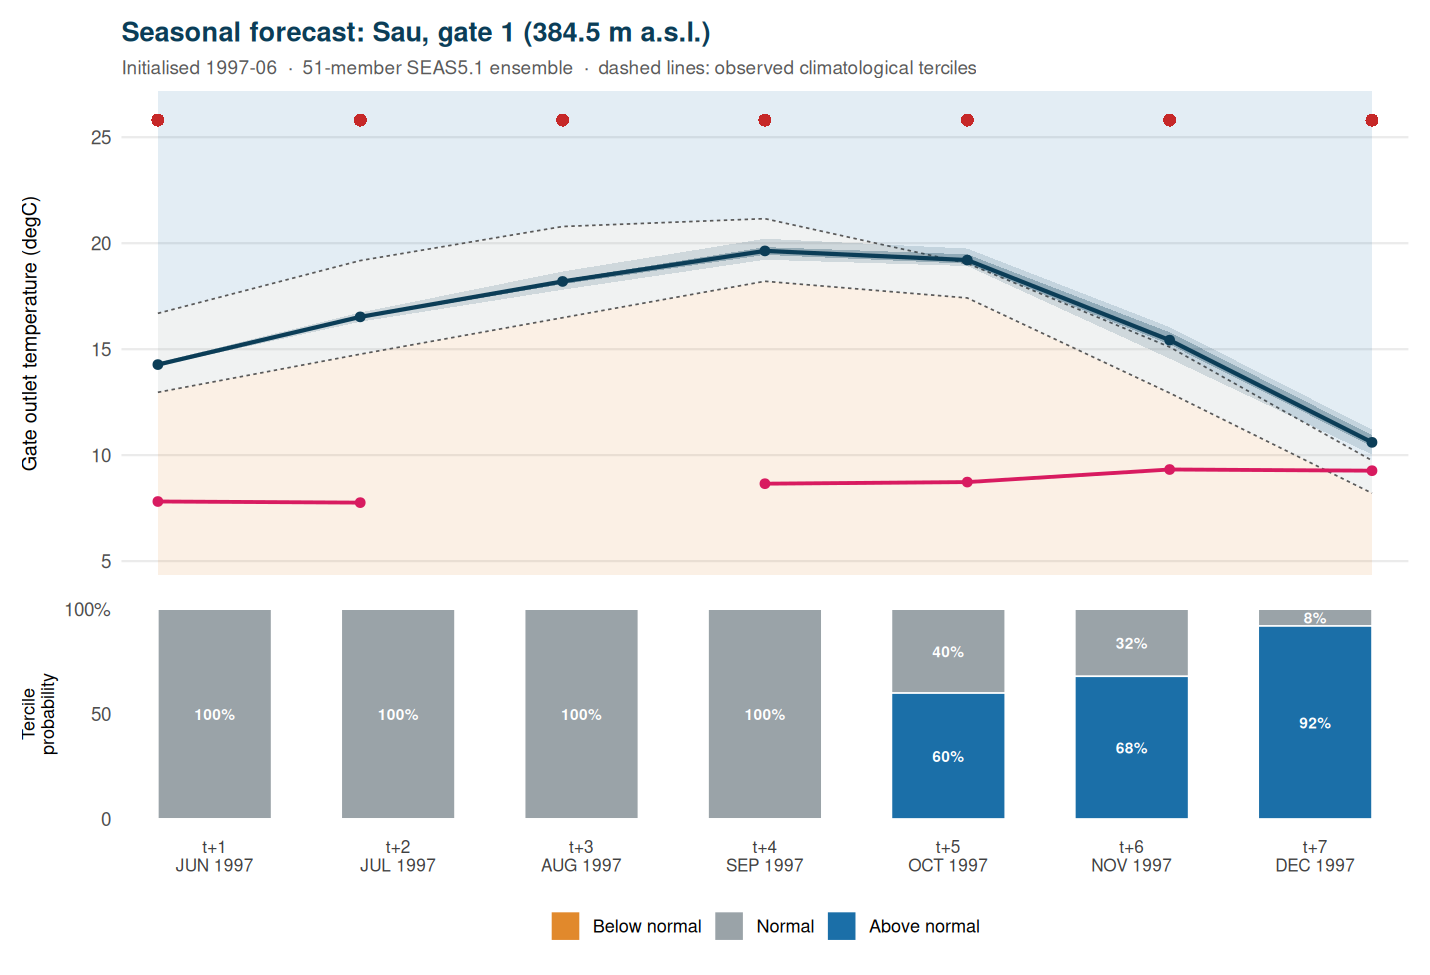 Seasonal forecast: Sau, gate 1 (384.5 m a.s.l.)
Initialised 1997-06 · 51-member SEAS5.1 ensemble · dashed lines: observed climatological terciles
Gate outlet temperature (degC)
25
20
15
10
5
Tercile
probability
100%
50
0
100%
100%
100%
100%
40%
60%
32%
68%
8%
92%
t+1
JUN 1997
t+2
JUL 1997
t+3
AUG 1997
t+4
SEP 1997
t+5
OCT 1997
t+6
NOV 1997
t+7
DEC 1997
Below normal
Normal
Above normal